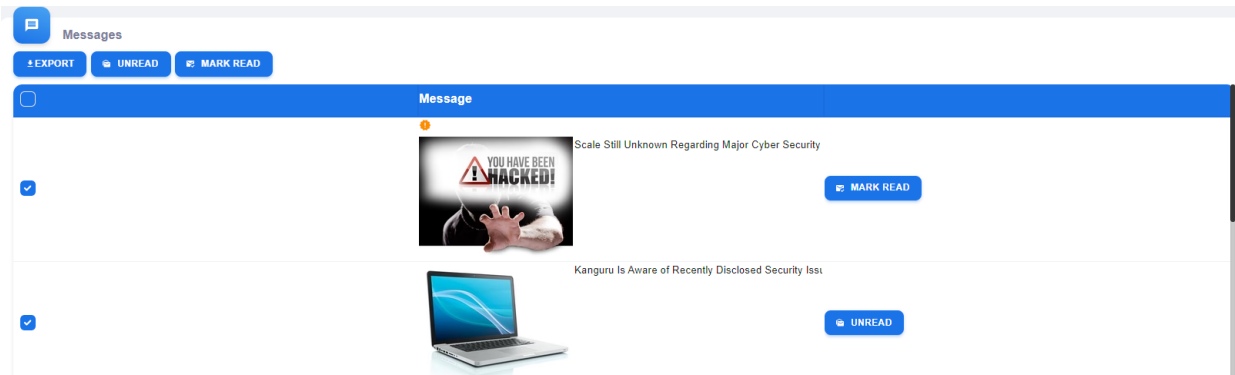 Messages
EXPORT
UNREAD
MARK READ
Message
Scale Still Unknown Regarding Major Cyber Security
YOU HAVE BEEN
HACKED!
MARK READ
Kanguru Is Aware of Recently Disclosed Security
UNREAD